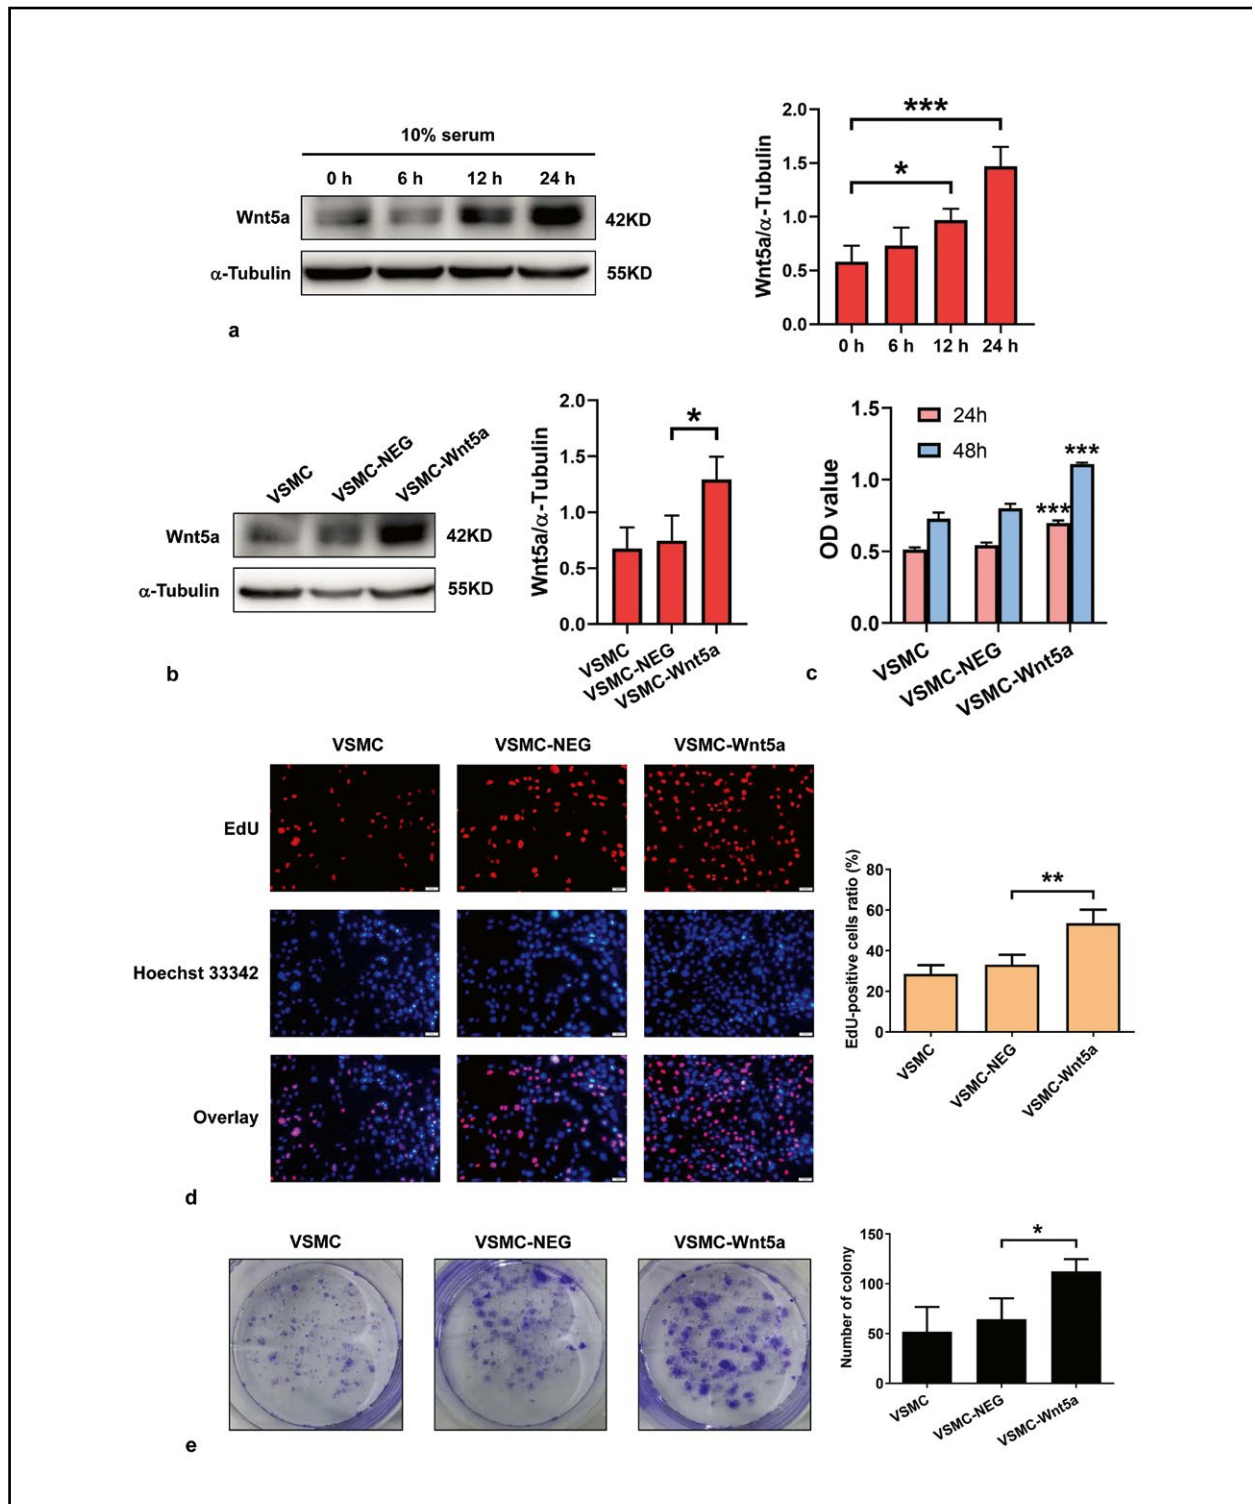 10% serum
0 h 6 h 12 h 24 h
Wnt5a 42KD
α-Tubulin 55KD
a
***
*
Wnt5a/α-Tubulin
2.0
1.5
1.0
0.5
0.0
0 h 6 h 12 h 24 h
VSMC VSMC-NEG VSMC-Wnt5a
Wnt5a 42KD
α-Tubulin 55KD
b
*
Wnt5a/α-Tubulin
2.0
1.5
1.0
0.5
0.0
VSMC VSMC-NEG VSMC-Wnt5a
24h
48h
***
***
OD value
1.5
1.0
0.5
0.0
VSMC VSMC-NEG VSMC-Wnt5a
c
VSMC VSMC-NEG VSMC-Wnt5a
EdU
Hoechst 33342
Overlay
d
**
EdU-positive cells ratio (%)
80
60
40
20
0
VSMC VSMC-NEG VSMC-Wnt5a
VSMC VSMC-NEG VSMC-Wnt5a
e
*
Number of colony
150
100
50
0
VSMC VSMC-NEG VSMC-Wnt5a